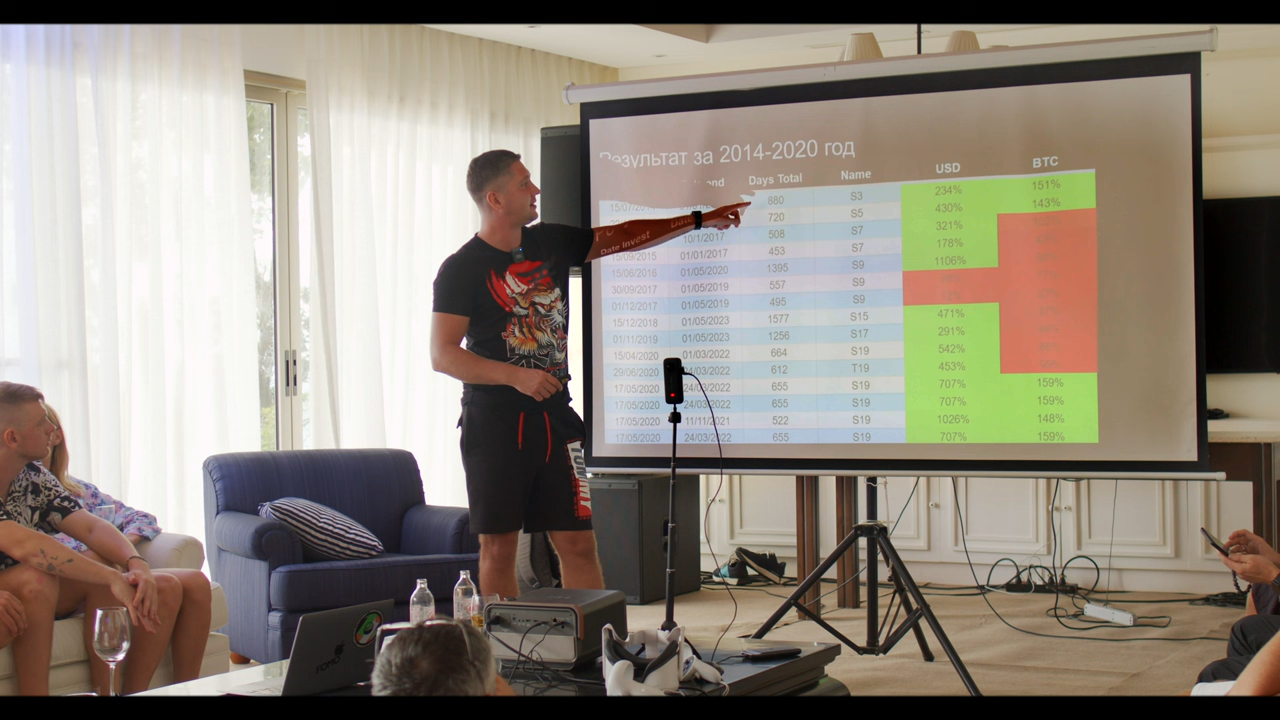 Результат за 2014-2020 год
Days Total Name USD BTC
880 S3 234% 151%
720 S5 430% 143%
10/1/2017 508 S7 321%
15/09/2015 01/01/2017 453 S7 178%
15/06/2016 01/05/2020 1395 S9 1106%
30/09/2017 01/05/2019 557 S9
01/12/2017 01/05/2019 495 S9
15/12/2018 01/05/2023 1577 S15 471%
01/11/2019 01/05/2023 1256 S17 291%
15/04/2020 01/03/2022 664 S19 542%
29/06/2020 612 T19 453%
17/05/2020 24/03/2022 655 S19 707% 159%
17/05/2020 24/03/2022 655 S19 707% 159%
17/05/2020 11/11/2021 522 S19 1026% 148%
17/05/2020 24/03/2022 655 S19 707% 159%
Date Invest